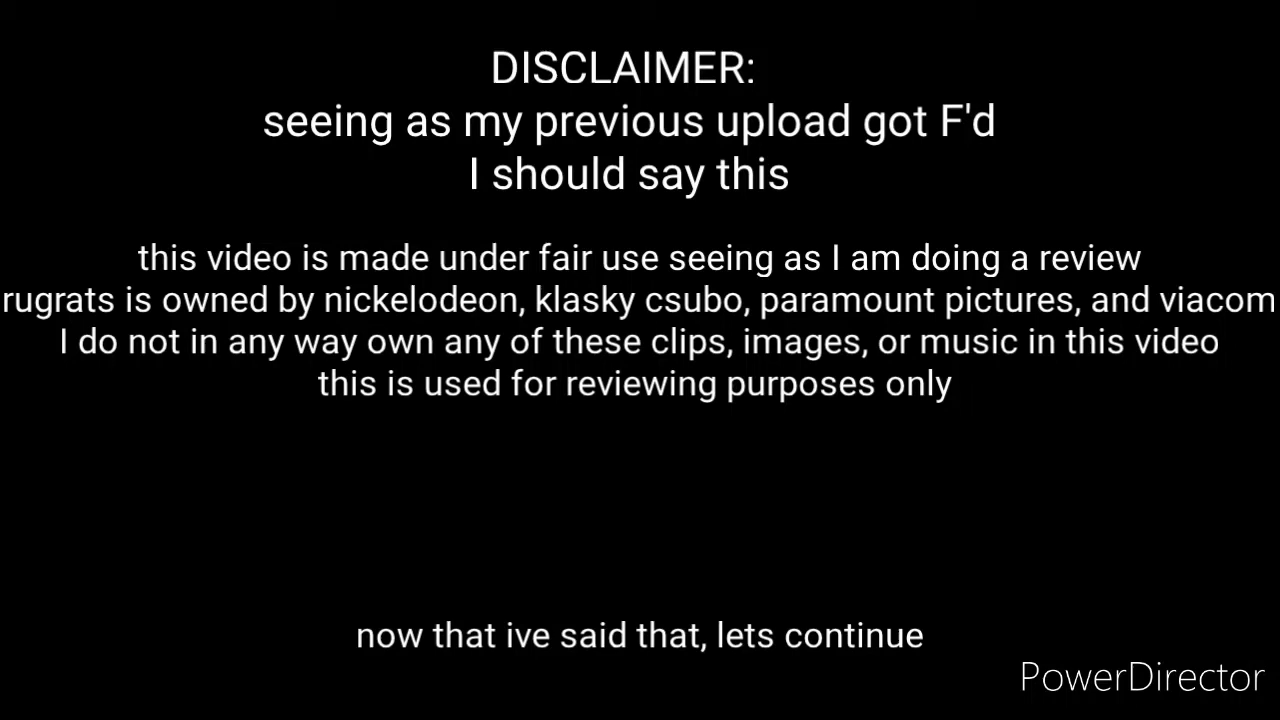 DISCLAIMER:
seeing as my previous upload got F'd
I should say this
this video is made under fair use seeing as I am doing a review
rugrats is owned by nickelodeon, klasky csubo, paramount pictures, and viacom
I do not in any way own any of these clips, images, or music in this video
this is used for reviewing purposes only
now that ive said that, lets continue
PowerDirector